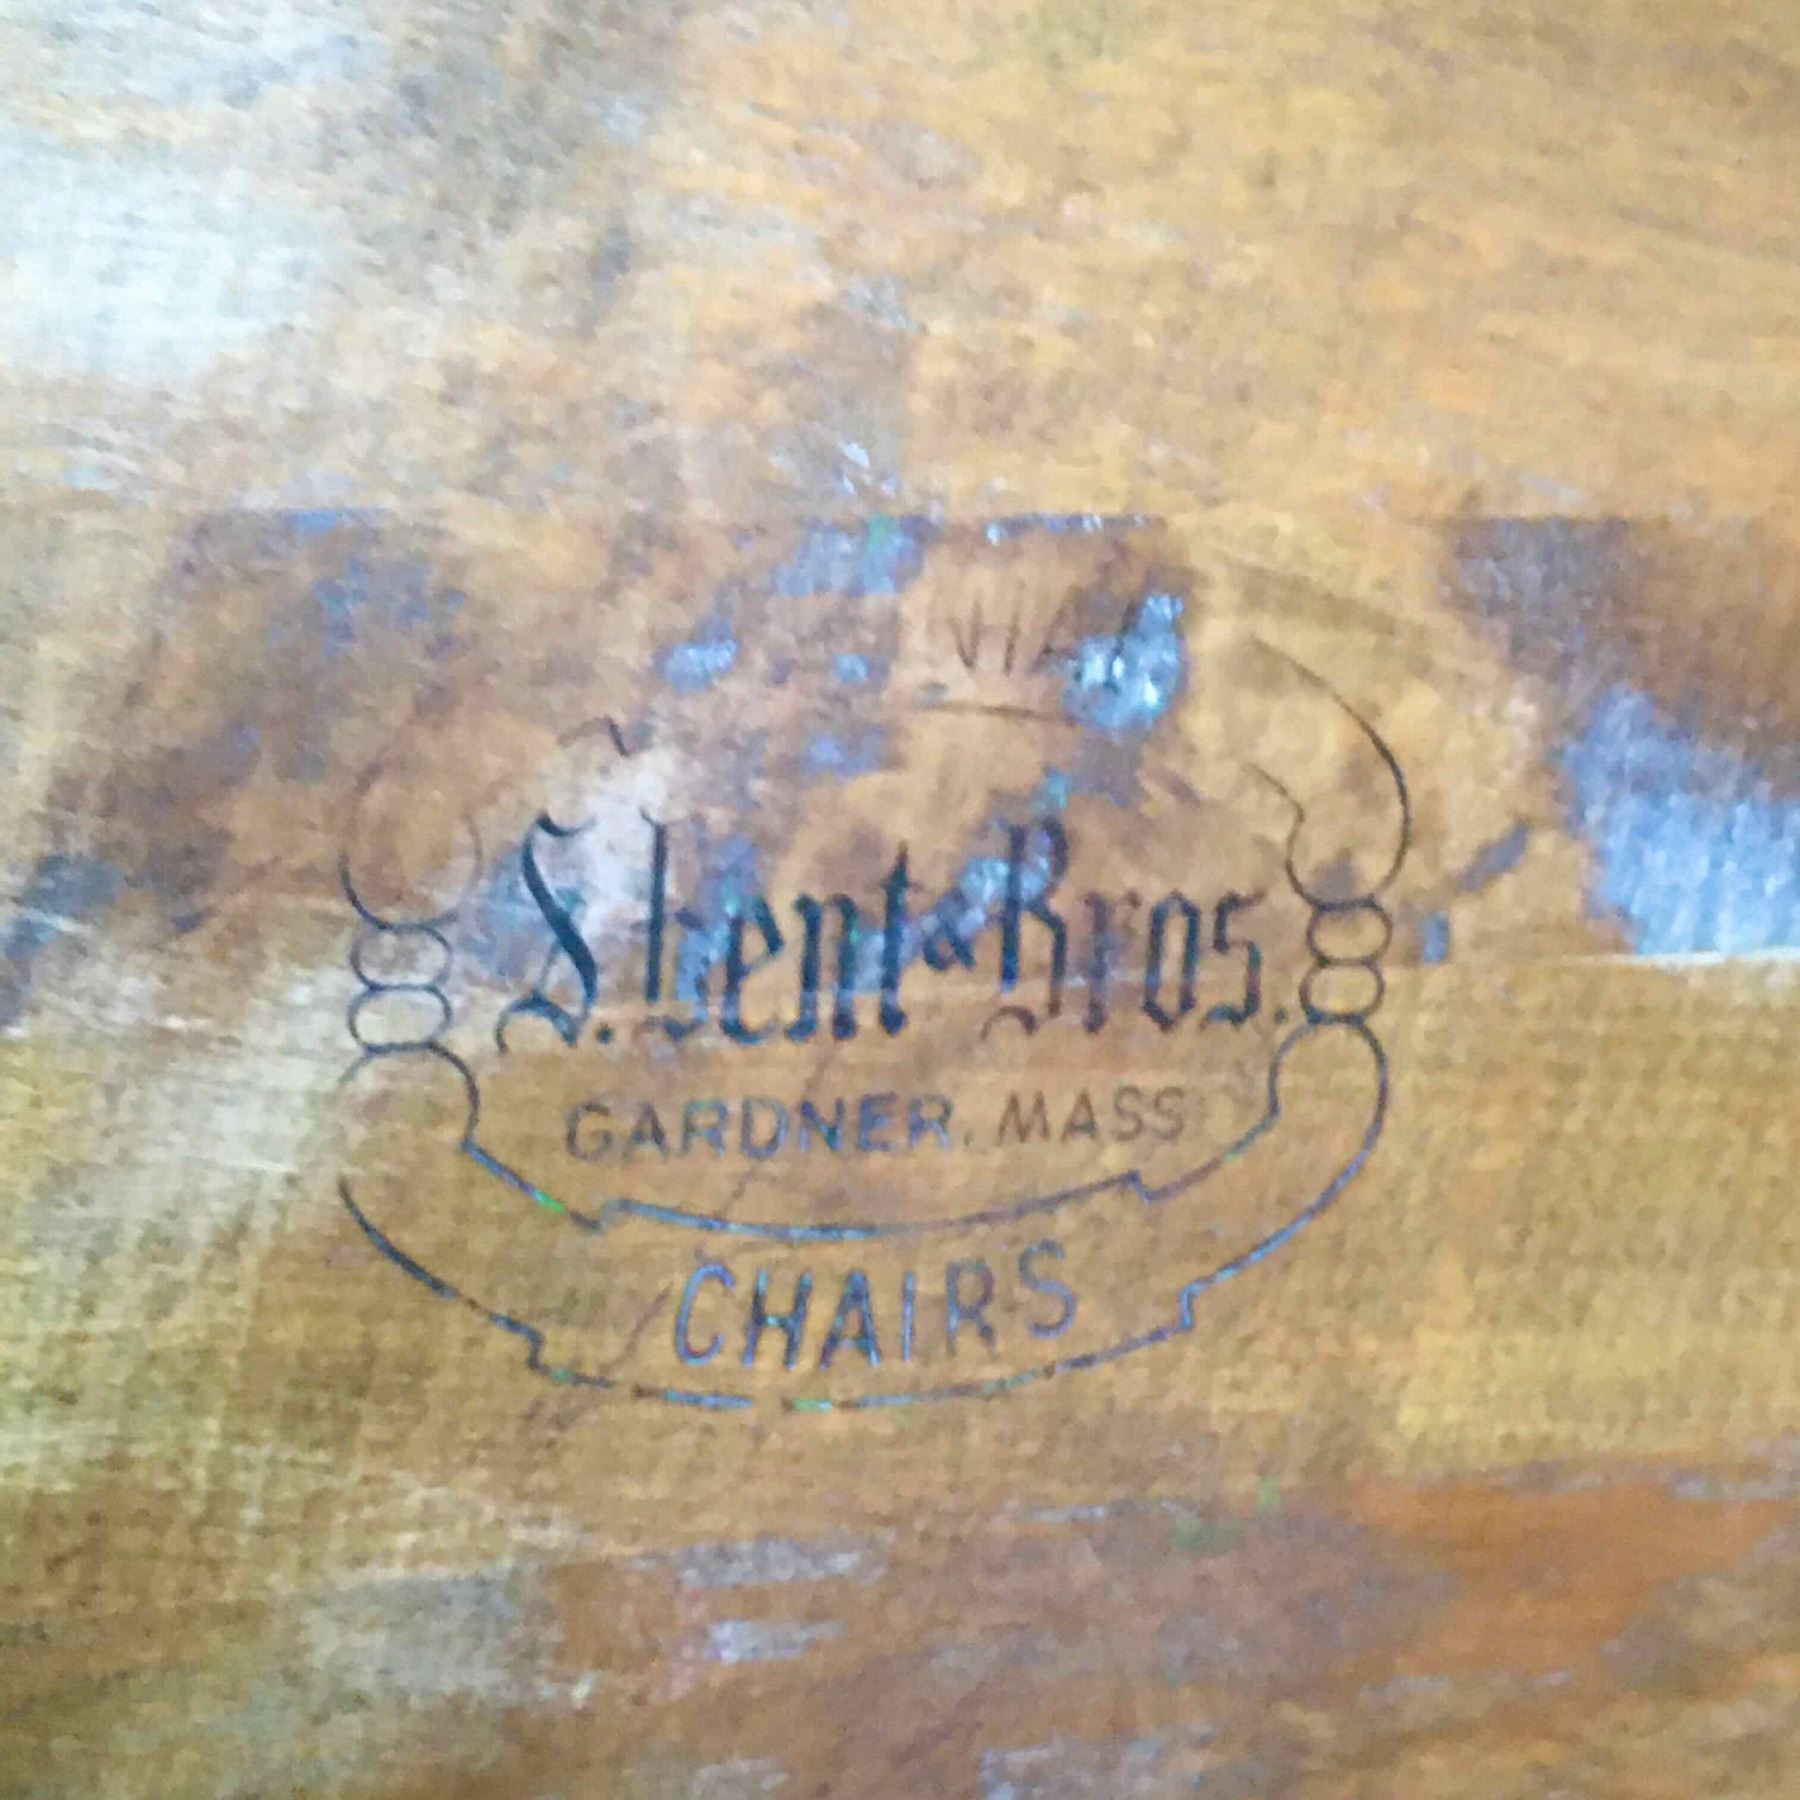 S. Bent & Bros.
GARDNER, MASS
CHAIRS